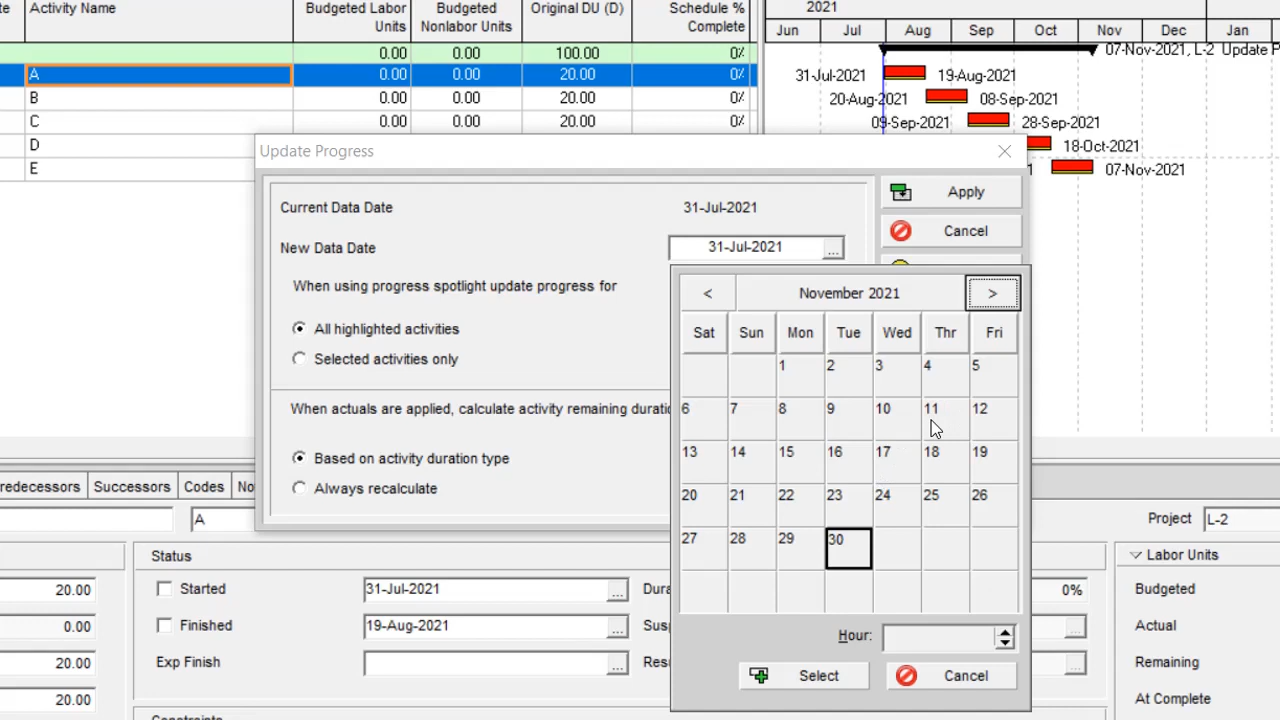 te Activity Name Budgeted Labor Units Budgeted Nonlabor Units Original DU (D) Schedule % Complete
2021
Jun Jul Aug Sep Oct Nov Dec Jan
0.00 0.00 100.00 0% 07-Nov-2021, L-2 Update P
A 0.00 0.00 20.00 0% 31-Jul-2021 19-Aug-2021
B 0.00 0.00 20.00 0% 20-Aug-2021 08-Sep-2021
C 0.00 0.00 20.00 0% 09-Sep-2021 28-Sep-2021
D 18-Oct-2021
E 1 07-Nov-2021
Update Progress
Current Data Date 31-Jul-2021
New Data Date 31-Jul-2021 ...
When using progress spotlight update progress for
All highlighted activities
Selected activities only
When actuals are applied, calculate activity remaining duratio
Based on activity duration type
Always recalculate
Apply
Cancel
< November 2021 >
Sat Sun Mon Tue Wed Thr Fri
1 2 3 4 5
6 7 8 9 10 11 12
13 14 15 16 17 18 19
20 21 22 23 24 25 26
27 28 29 30
Hour:
Select Cancel
redecessors Successors Codes No
A Project L-2
Status
20.00 Started 31-Jul-2021 ... Dura 0%
0.00 Finished 19-Aug-2021 ... Sus ...
20.00 Exp Finish ... Res ...
20.00
Labor Units
Budgeted
Actual
Remaining
At Complete